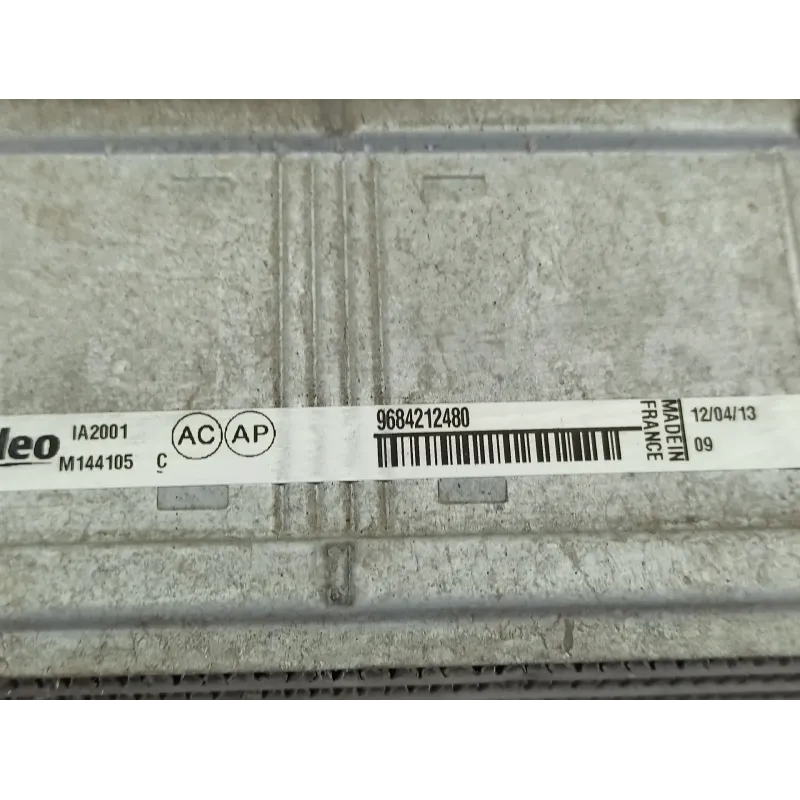 leo
IA2001
M144105 C
AC AP
9684212480
MADE IN
FRANCE
12/04/13
09